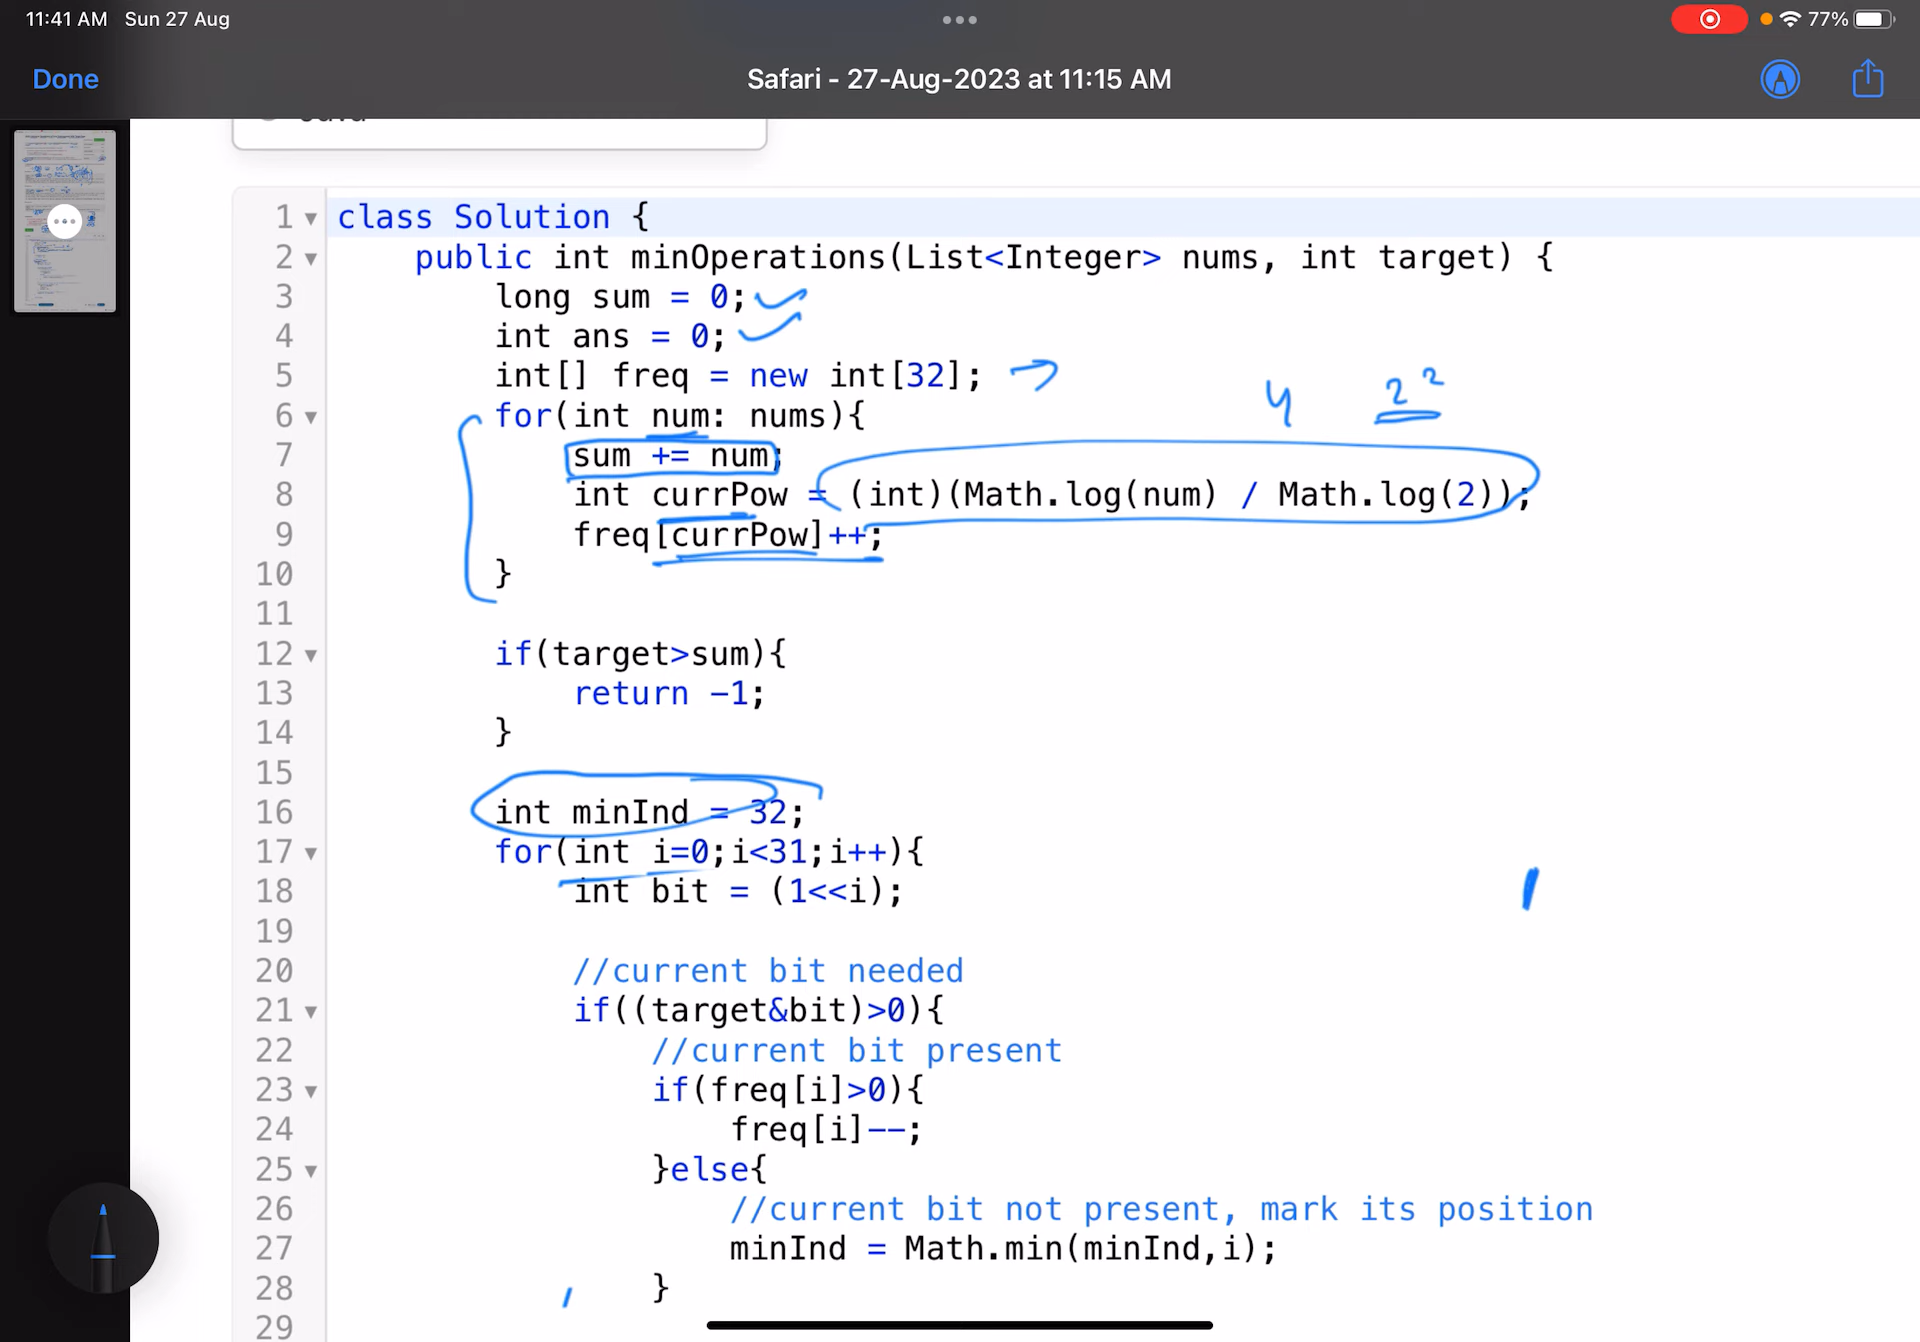 11:41 AM Sun 27 Aug
77%
Done
Safari - 27-Aug-2023 at 11:15 AM
1 class Solution {
2 public int minOperations(List<Integer> nums, int target) {
3 long sum = 0;
4 int ans = 0;
5 int[] freq = new int[32];
4 2²
6 for(int num: nums){
7 sum += num;
8 int currPow = (int)(Math.log(num) / Math.log(2));
9 freq[currPow]++;
10 }
11
12 if(target>sum){
13 return -1;
14 }
15
16 int minInd = 32;
17 for(int i=0;i<31;i++){
18 int bit = (1<<i);
19
20 //current bit needed
21 if((target&bit)>0){
22 //current bit present
23 if(freq[i]>0){
24 freq[i]--;
25 }else{
26 //current bit not present, mark its position
27 minInd = Math.min(minInd,i);
28 }
29